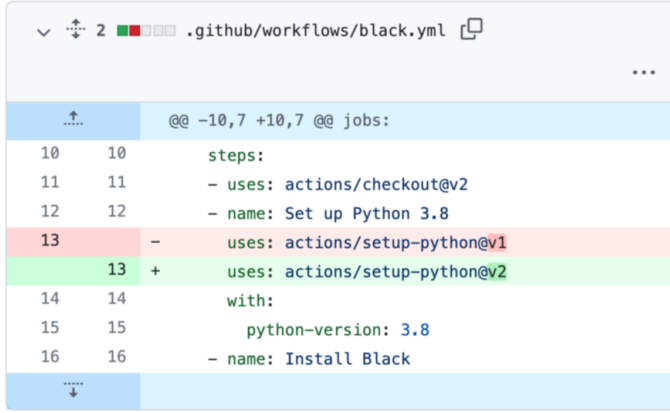 2 .github/workflows/black.yml
@@ -10,7 +10,7 @@ jobs:
10 10 steps:
11 11 - uses: actions/checkout@v2
12 12 - name: Set up Python 3.8
13 - uses: actions/setup-python@v1
13 + uses: actions/setup-python@v2
14 14 with:
15 15 python-version: 3.8
16 16 - name: Install Black